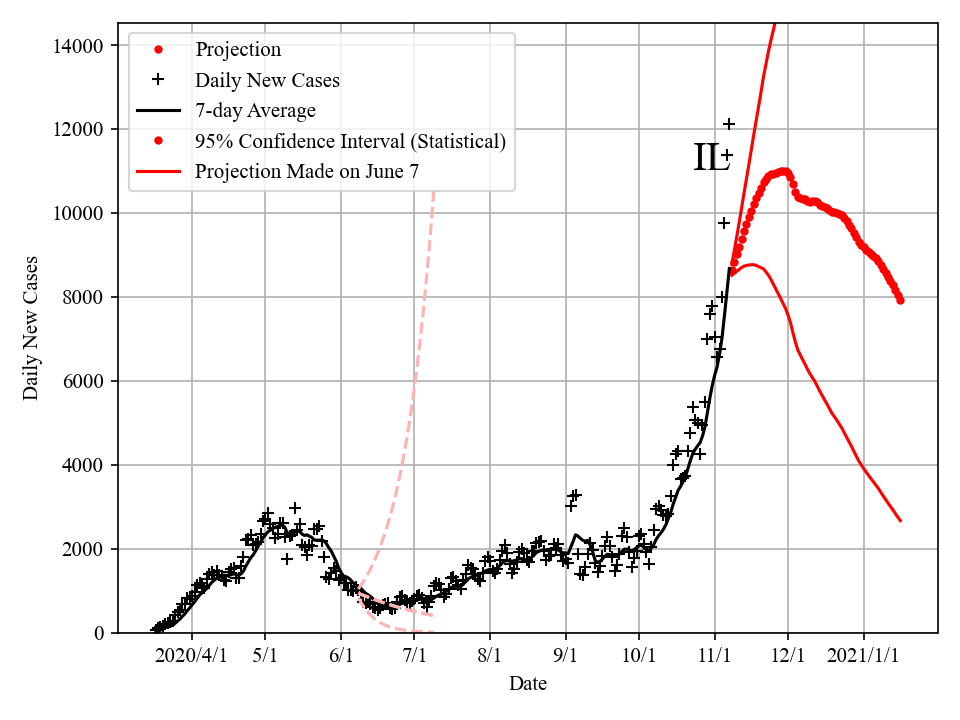 14000
12000
10000
8000
6000
4000
2000
0
Daily New Cases
Projection
Daily New Cases
7-day Average
95% Confidence Interval (Statistical)
Projection Made on June 7
IL
2020/4/1 5/1 6/1 7/1 8/1 9/1 10/1 11/1 12/1 2021/1/1
Date